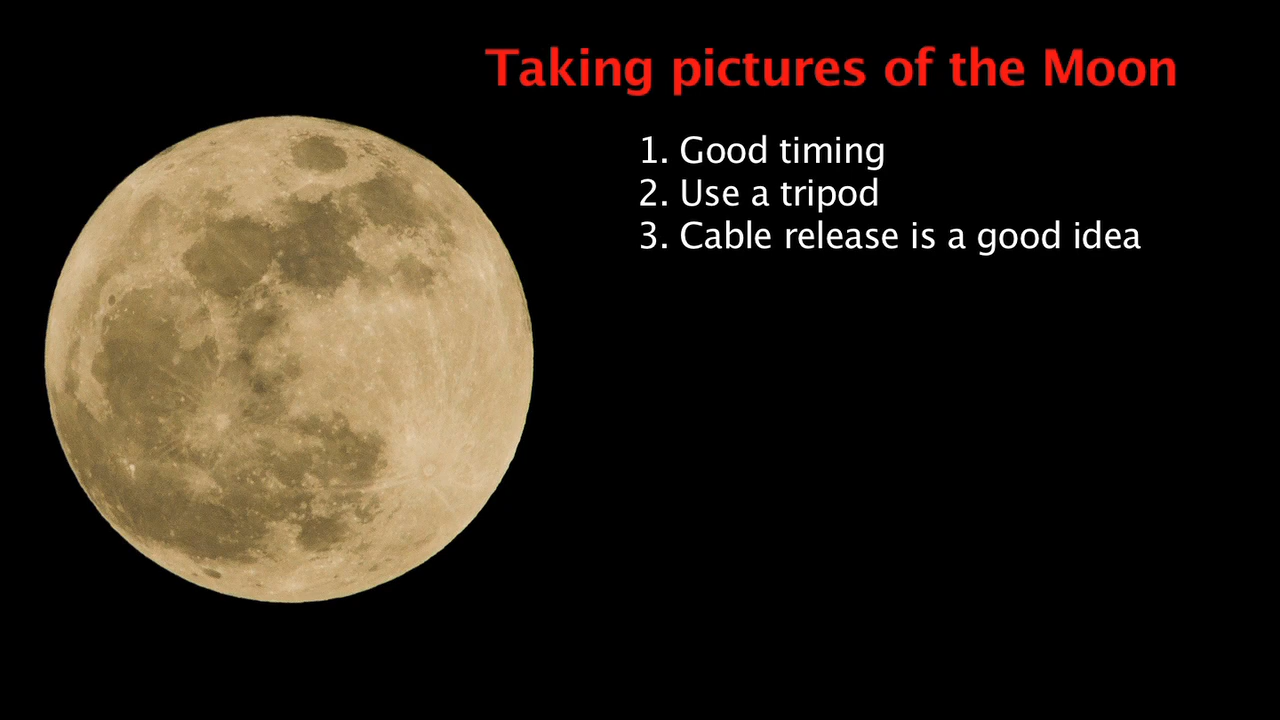 Taking pictures of the Moon
1. Good timing
2. Use a tripod
3. Cable release is a good idea